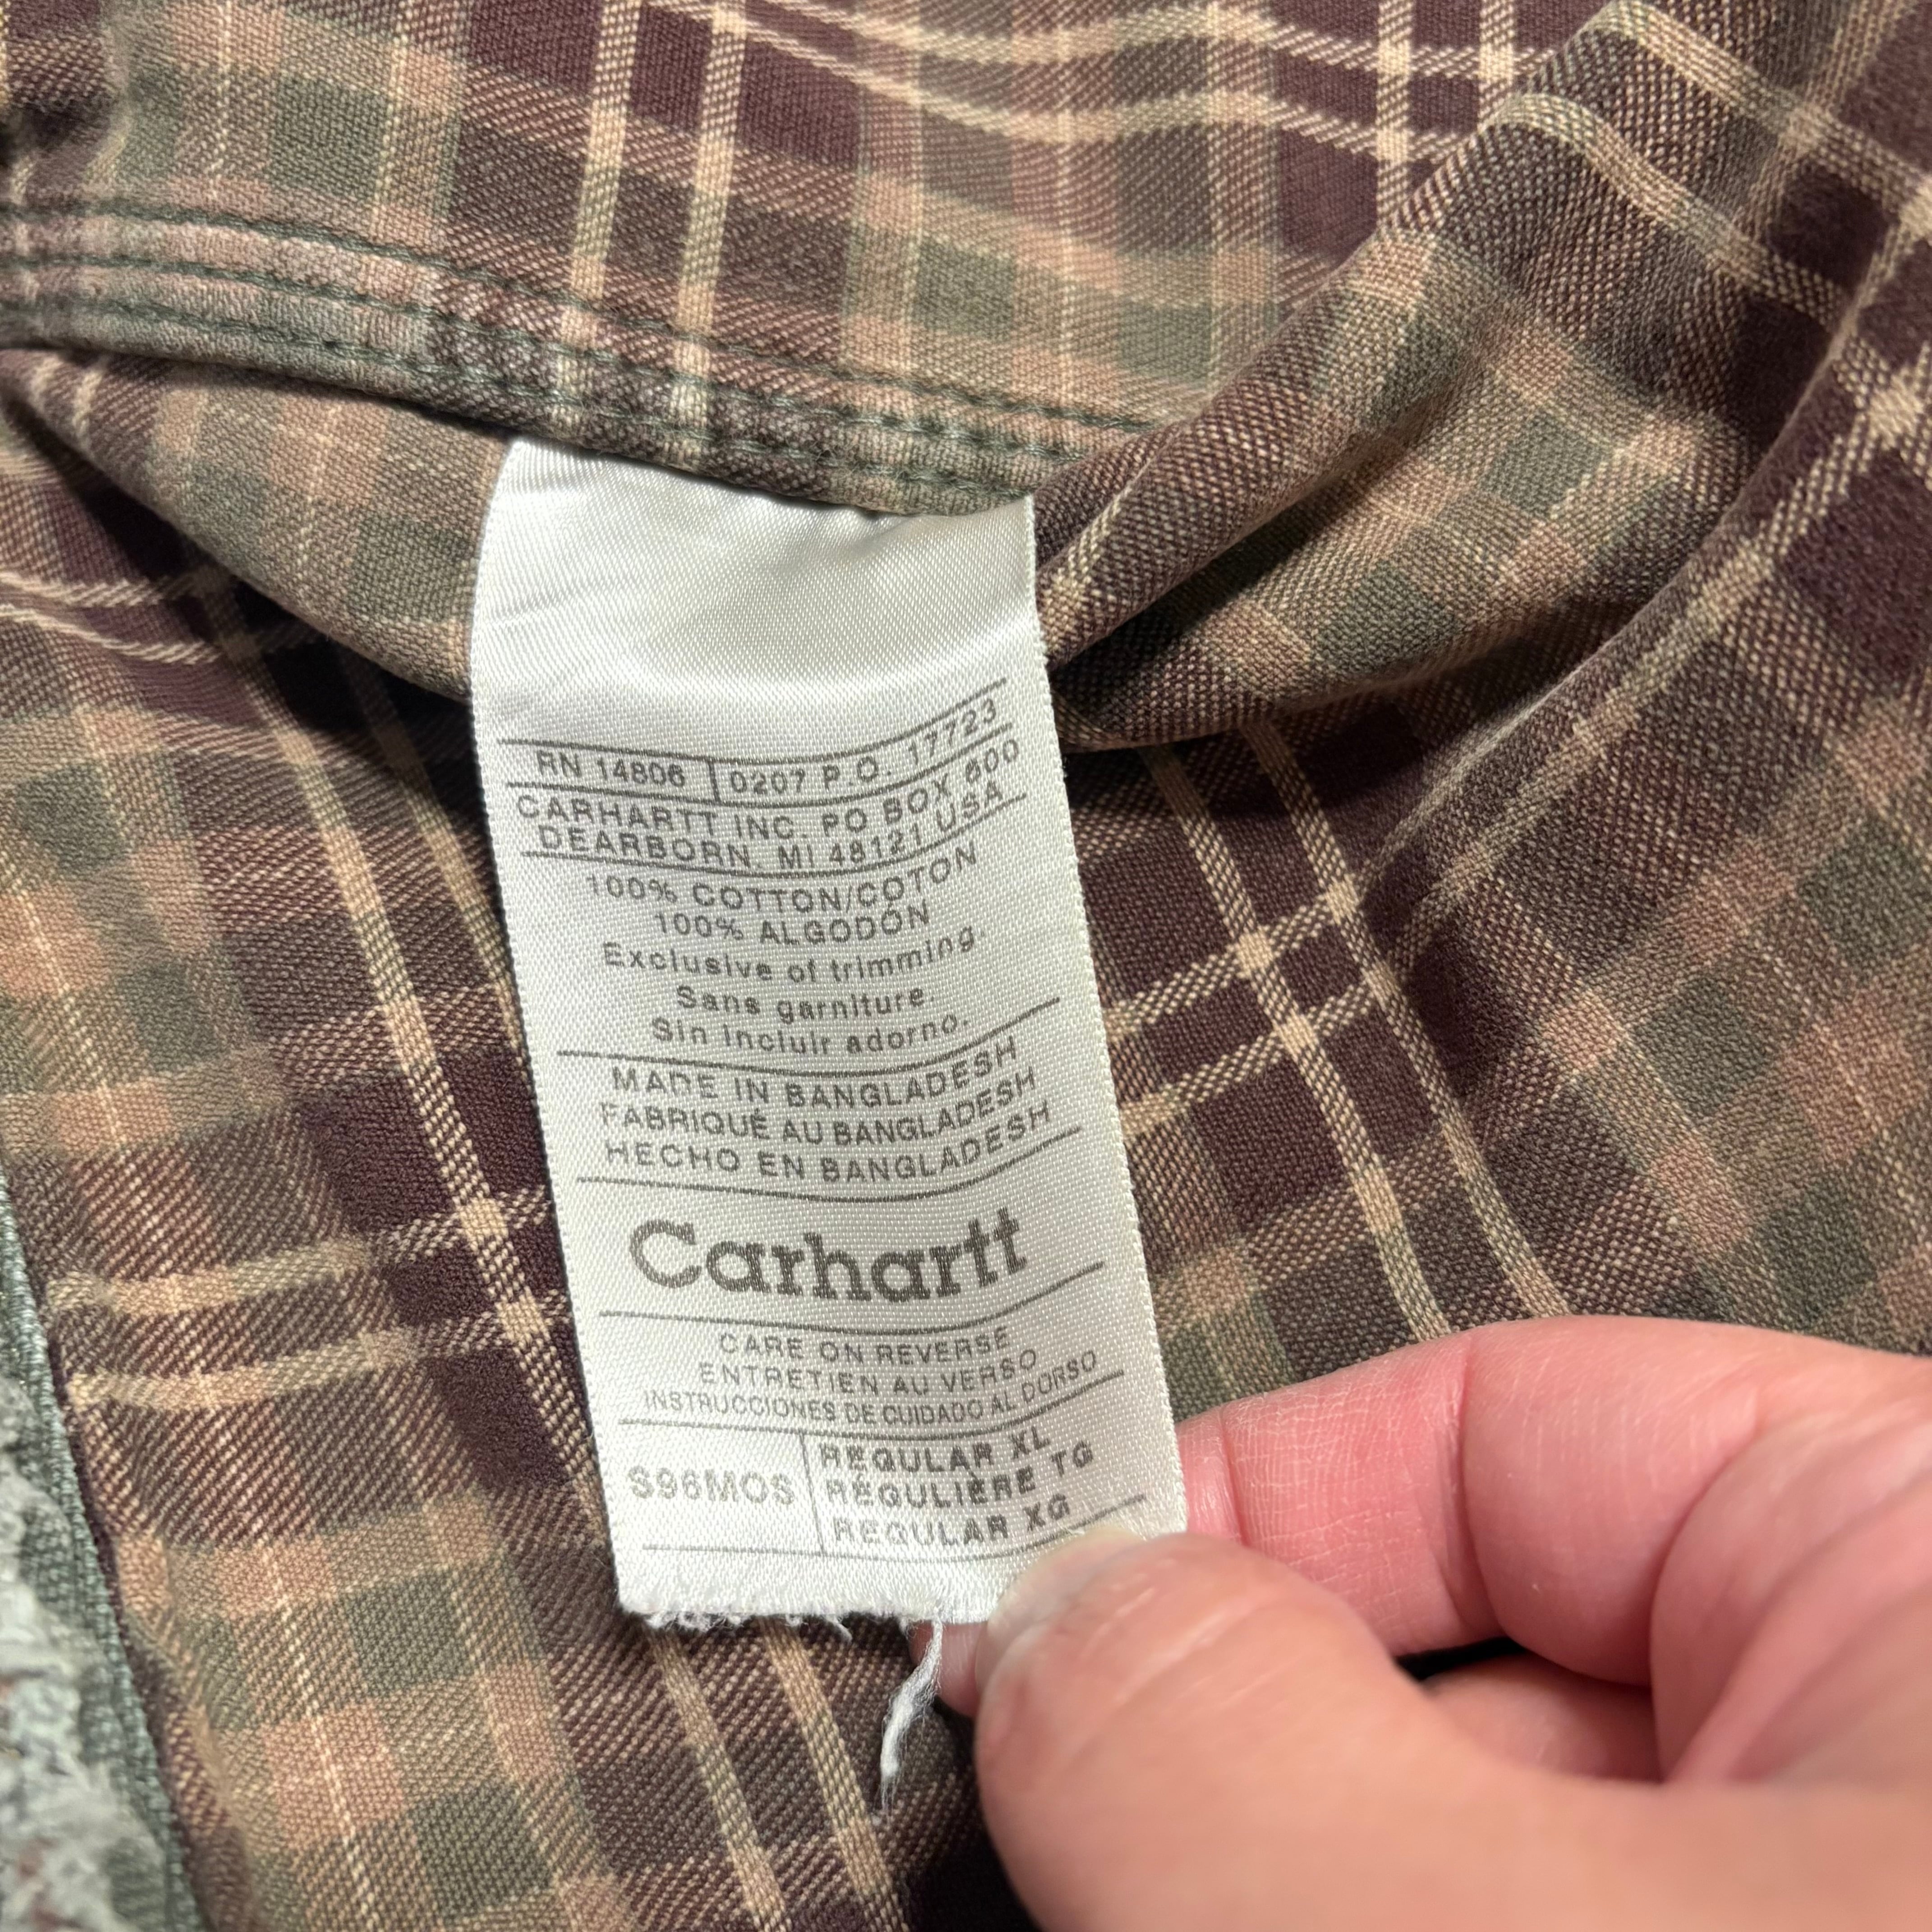 RN 14806 0207 P.O. 17723
CARHARTT INC. PO BOX 600
DEARBORN, MI 48121 USA
100% COTTON/COTON
100% ALGODÓN
Exclusive of trimming.
Sans garniture.
Sin incluir adorno.
MADE IN BANGLADESH
FABRIQUÉ AU BANGLADESH
HECHO EN BANGLADESH
Carhartt
CARE ON REVERSE
ENTRETIEN AU VERSO
INSTRUCCIONES DE CUIDADO AL DORSO
S96MOS
REGULAR XL
RÉGULIÈRE TG
REGULAR XG